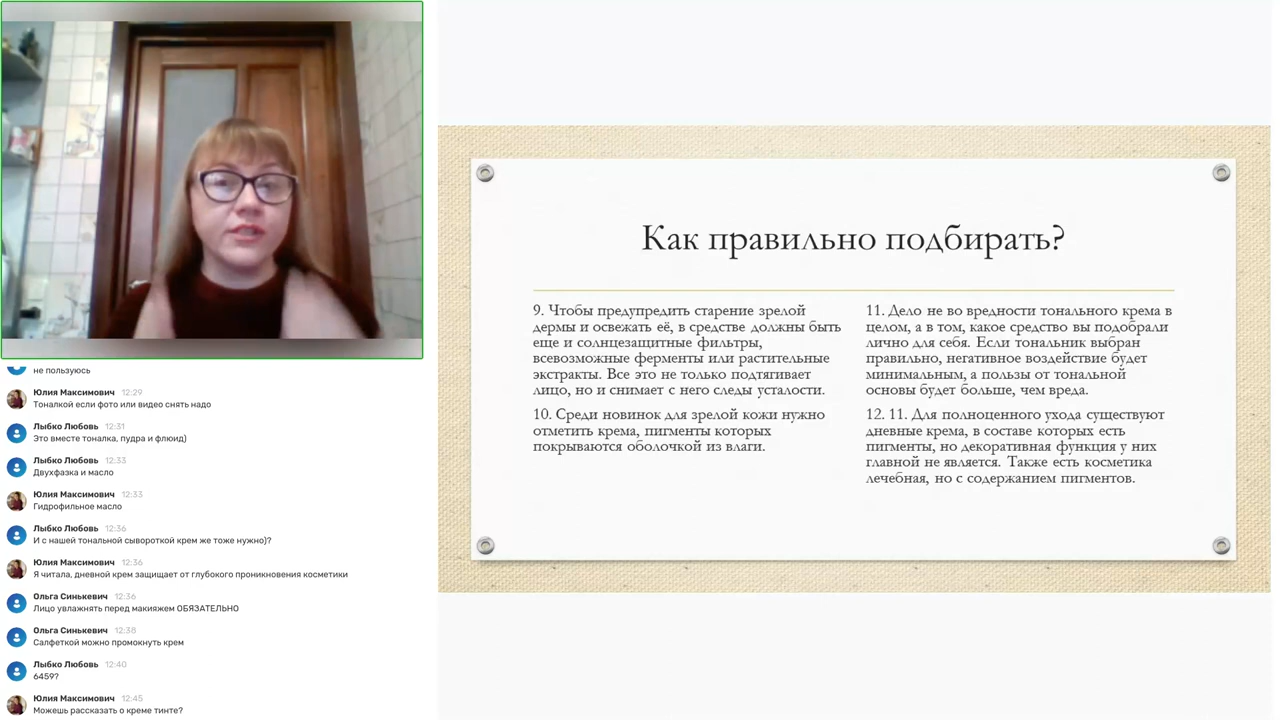 не пользуюсь
Юлия Максимович 12:29
Тоналкой если фото или видео снять надо
Лыбко Любовь 12:31
Это вместе тоналка, пудра и флюид)
Лыбко Любовь 12:33
Двухфазка и масло
Юлия Максимович 12:33
Гидрофильное масло
Лыбко Любовь 12:36
И с нашей тональной сывороткой крем же тоже нужно)?
Юлия Максимович 12:36
Я читала, дневной крем защищает от глубокого проникновения косметики
Ольга Синькевич 12:36
Лицо увлажнять перед макияжем ОБЯЗАТЕЛЬНО
Ольга Синькевич 12:38
Салфеткой можно промокнуть крем
Лыбко Любовь 12:40
6459?
Юлия Максимович 12:45
Можешь рассказать о креме тинте?
Как правильно подбирать?
9. Чтобы предупредить старение зрелой
дермы и освежать её, в средстве должны быть
еще и солнцезащитные фильтры,
всевозможные ферменты или растительные
экстракты. Все это не только подтягивает
лицо, но и снимает с него следы усталости.
10. Среди новинок для зрелой кожи нужно
отметить крема, пигменты которых
покрываются оболочкой из влаги.
11. Дело не во вредности тонального крема в
целом, а в том, какое средство вы подобрали
лично для себя. Если тональник выбран
правильно, негативное воздействие будет
минимальным, а пользы от тональной
основы будет больше, чем вреда.
12. 11. Для полноценного ухода существуют
дневные крема, в составе которых есть
пигменты, но декоративная функция у них
главной не является. Также есть косметика
лечебная, но с содержанием пигментов.